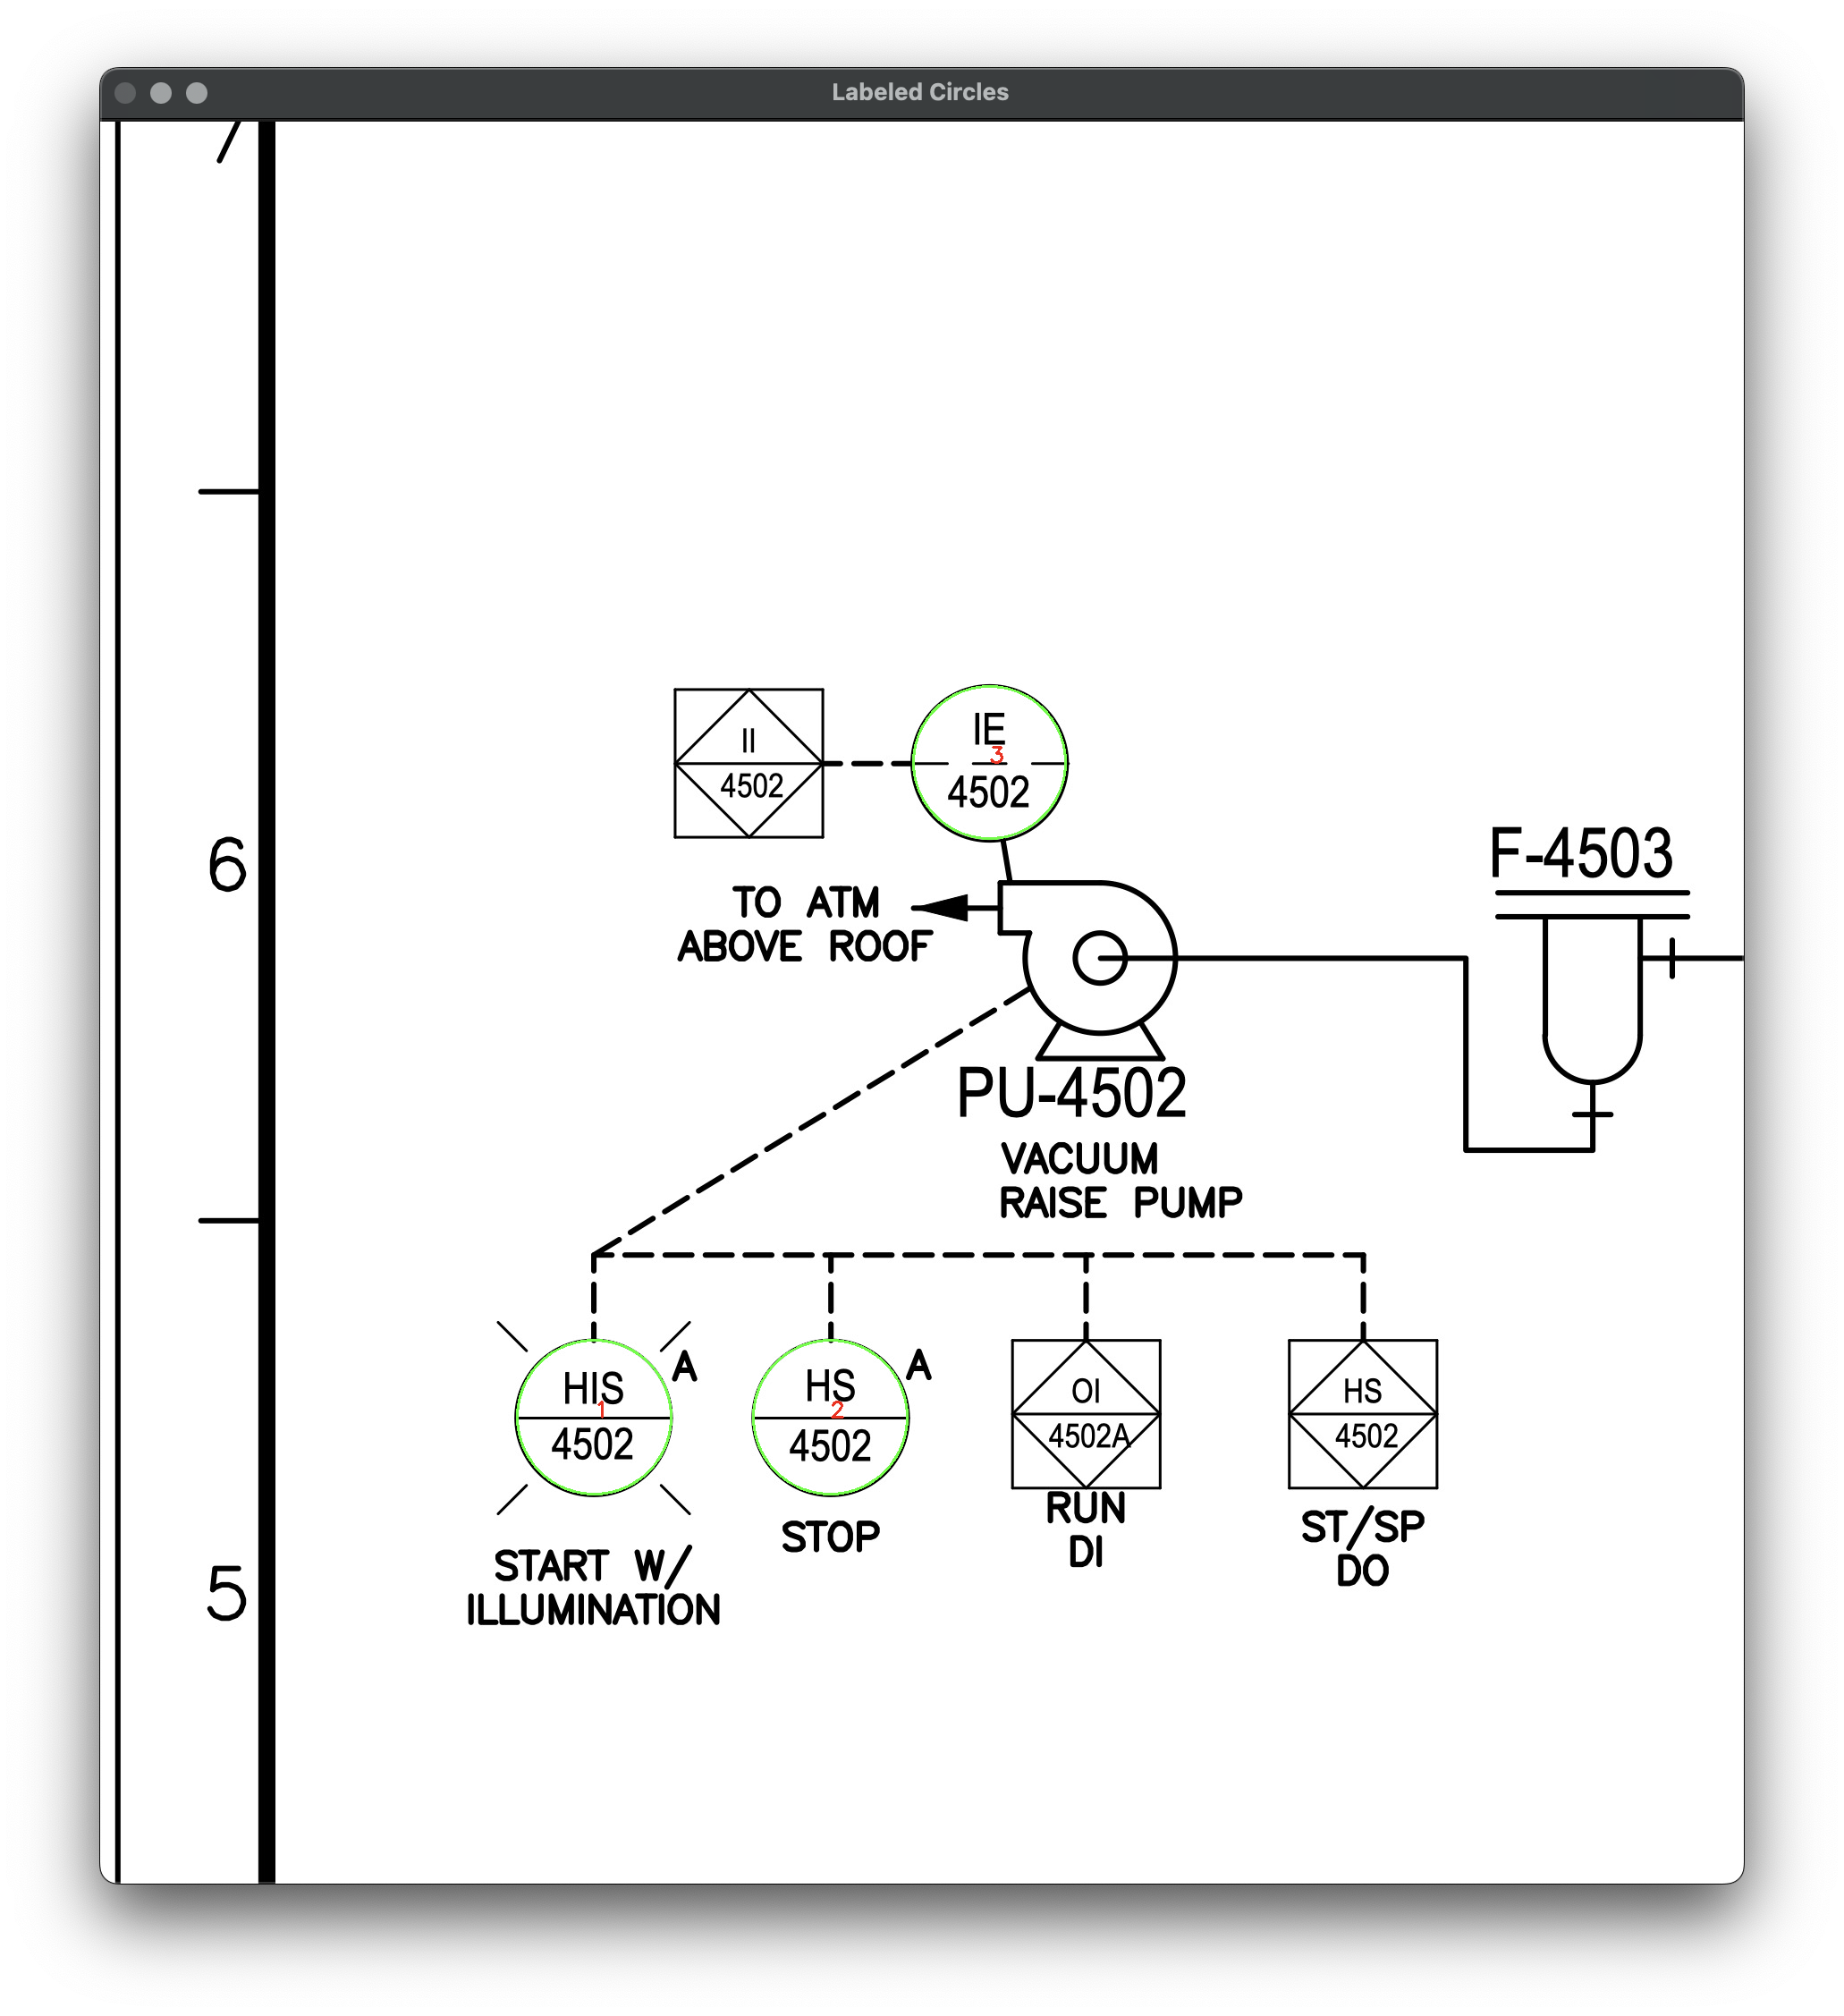 Labeled Circles
II
4502
IE
3
4502
6
F-4503
TO ATM
ABOVE ROOF
PU-4502
VACUUM
RAISE PUMP
HIS
1
4502
A
HS
2
4502
A
OI
4502A
HS
4502
START W/
ILLUMINATION
STOP
RUN
DI
ST/SP
DO
5